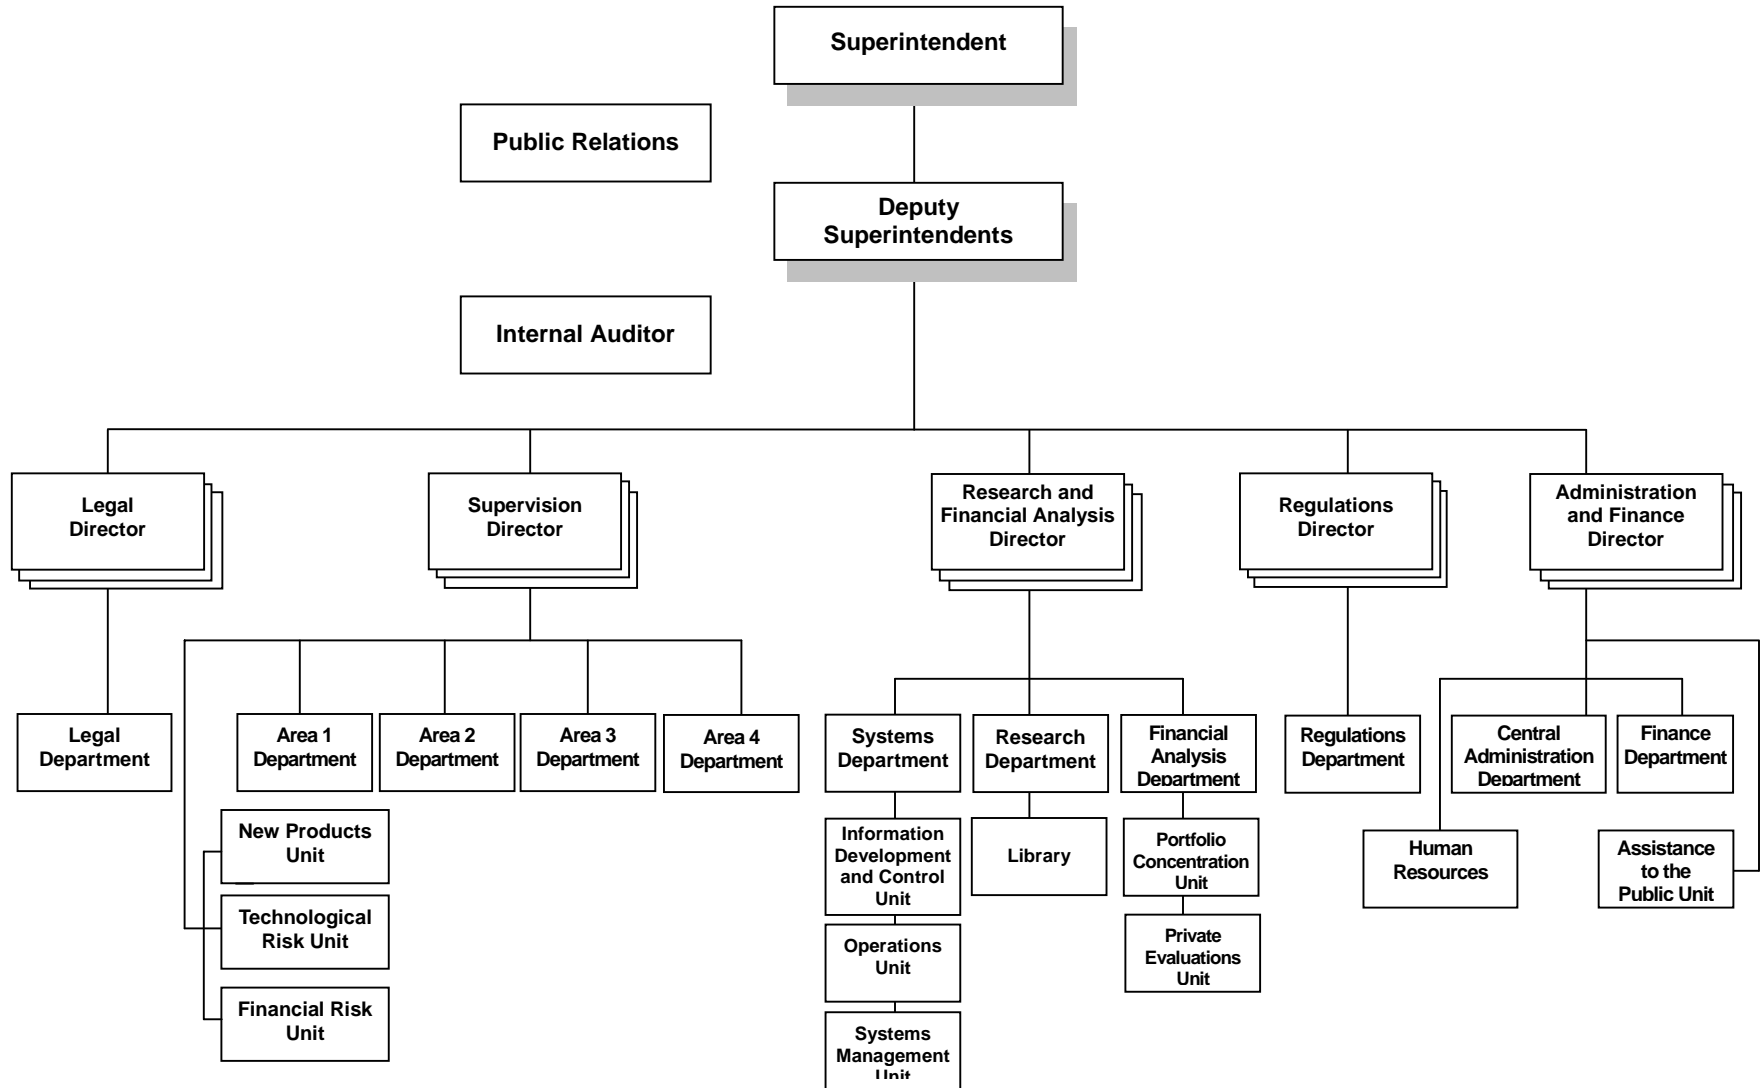 Superintendent
Public Relations
Deputy
Superintendents
Internal Auditor
Legal
Director
Supervision
Director
Research and
Financial Analysis
Director
Regulations
Director
Administration
and Finance
Director
Legal
Department
Area 1
Department
Area 2
Department
Area 3
Department
Area 4
Department
Systems
Department
Research
Department
Financial
Analysis
Department
Regulations
Department
Central
Administration
Department
Finance
Department
New Products
Unit
Technological
Risk Unit
Financial Risk
Unit
Information
Development
and Control
Unit
Operations
Unit
Systems
Management
Unit
Library
Portfolio
Concentration
Unit
Private
Evaluations
Unit
Human
Resources
Assistance
to the
Public Unit